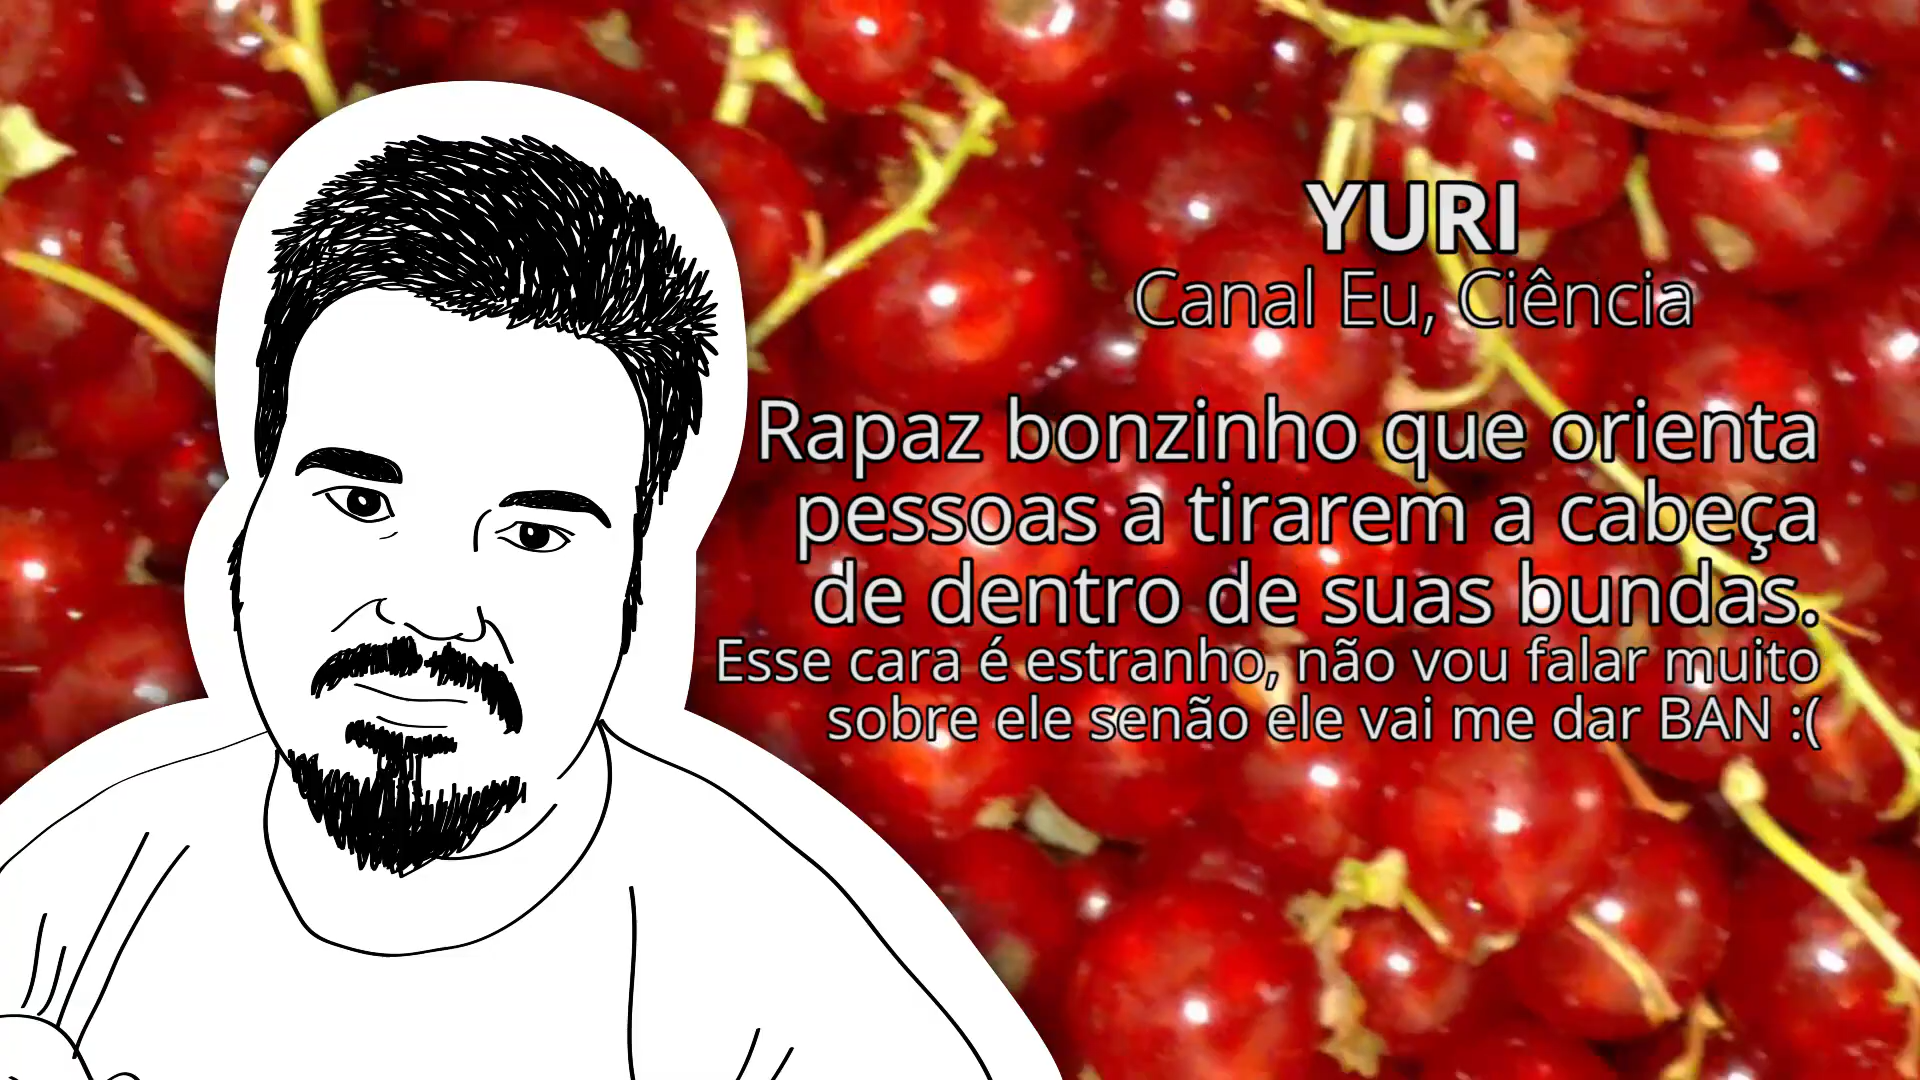 YURI
Canal Eu, Ciência
Rapaz bonzinho que orienta
pessoas a tirarem a cabeça
de dentro de suas bundas.
Esse cara é estranho, não vou falar muito
sobre ele senão ele vai me dar BAN :(